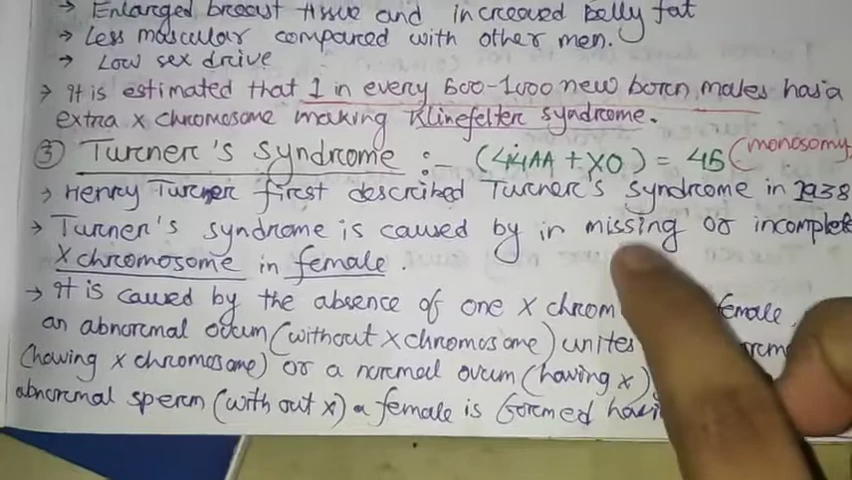 → Enlarged breast tissue and increased belly fat
→ Less muscular compared with other men.
→ Low sex drive
→ It is estimated that 1 in every 600-1000 new born males has a
extra x chromosome making Klinefelter syndrome.
③ Turner's Syndrome :- (44AA + XO) = 45 (monosomy
→ Henry Turner first described Turner's syndrome in 1938
→ Turner's syndrome is caused by in missing or incomplete
X chromosome in female.
→ It is caused by the absence of one x chrom female,
an abnormal ovum (without X chromosome) unites
(having x chromosome) or a normal ovum (having x)
abnormal sperm (with out x) a female is formed